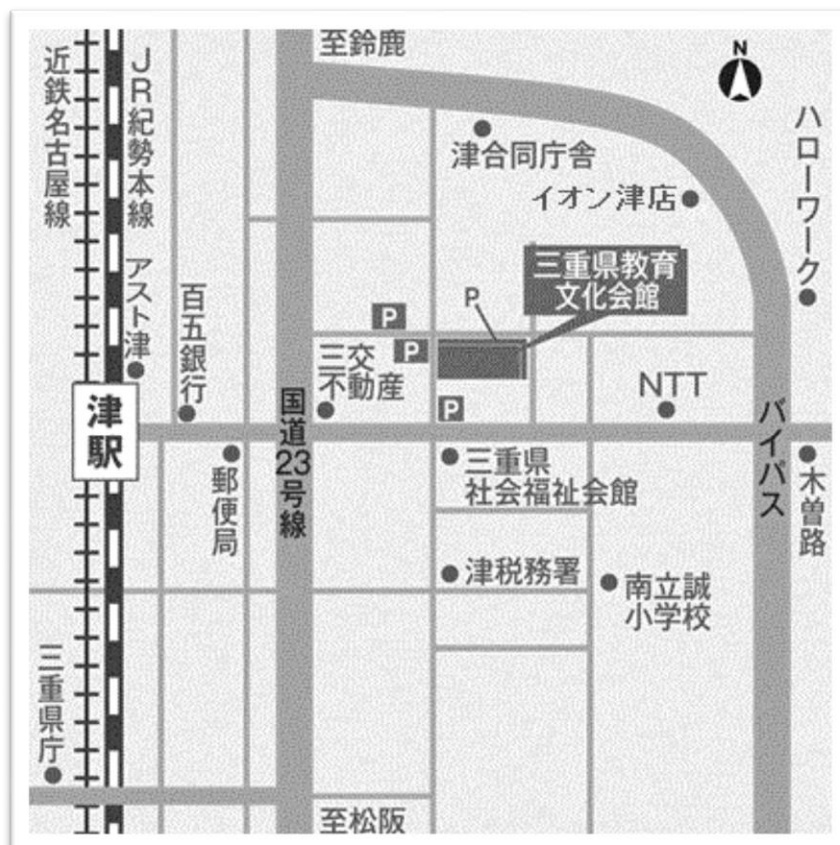 至鈴鹿
N
近鉄名古屋線
JR紀勢本線
ハローワーク
津合同庁舎
イオン津店
三重県教育
文化会館
アスト津
百五銀行
P
P
P
三交
不動産
P
NTT
津駅
国道23号線
バイパス
郵便局
三重県
社会福祉会館
木曽路
津税務署
南立誠
小学校
三重県庁
至松阪